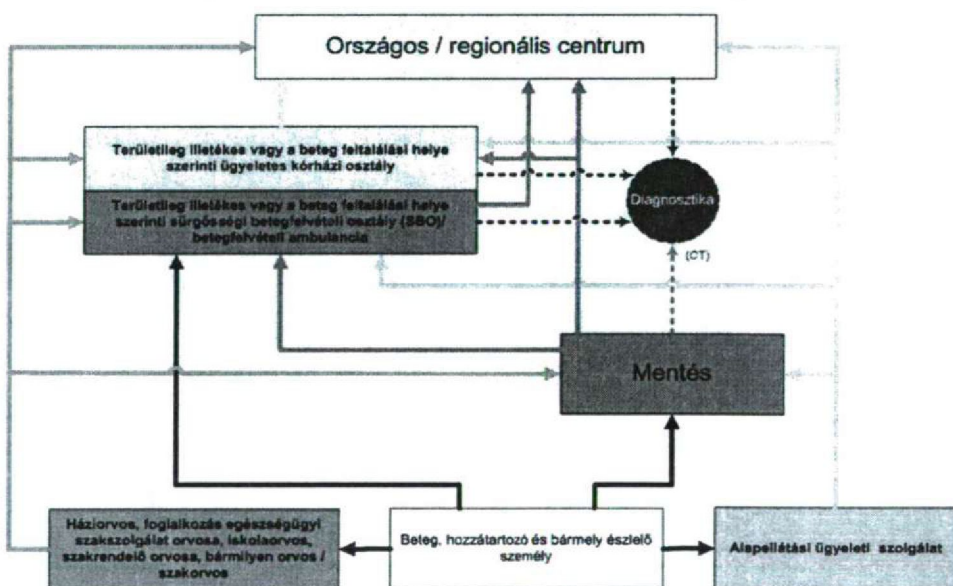 Országos / regionális centrum
Területileg illetékes vagy a beteg feltalálási helye
szerinti ügyeletes kórházi osztály
Területileg illetékes vagy a beteg feltalálási helye
szerinti sürgősségi betegfelvételi osztály (SBO)/
betegfelvételi ambulancia
Diagnosztika
(CT)
Mentés
Háziorvos, foglalkozás egészségügyi
szakszolgálat orvosa, iskolaorvos,
szakrendelő orvosa, bármilyen orvos /
szakorvos
Beteg, hozzátartozó és bármely észlelő
személy
Alapellátási ügyeleti szolgálat